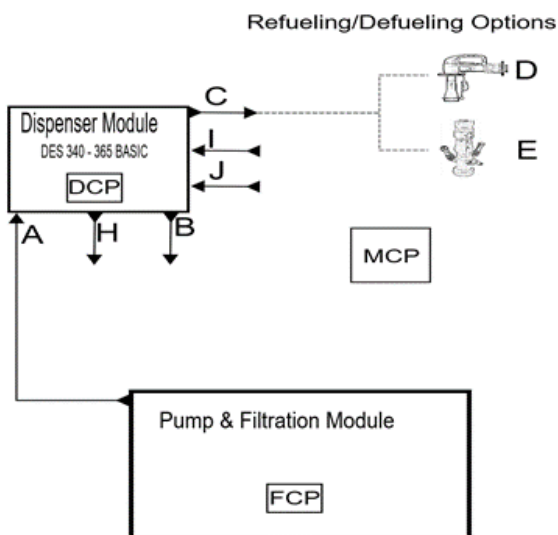 Refueling/Defueling Options
D
C
Dispenser Module
DES 340 - 365 BASIC
I
E
DCP
J
A
H
B
MCP
Pump & Filtration Module
FCP